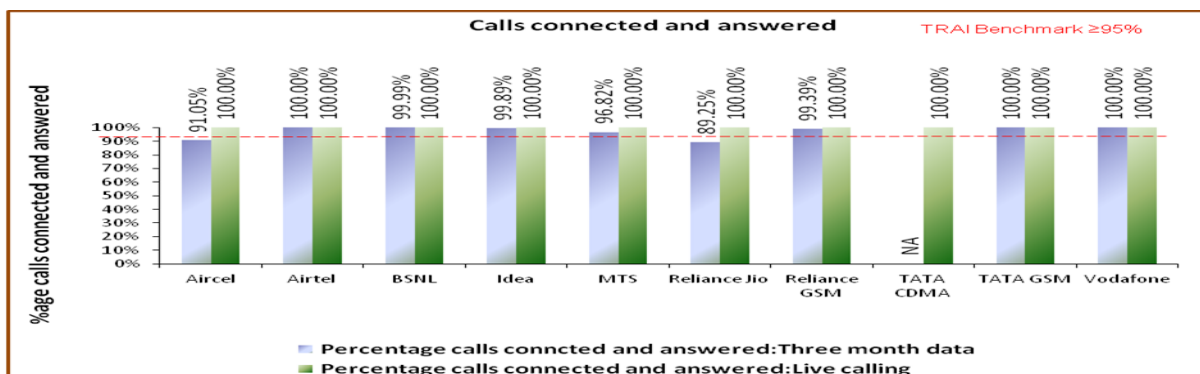 Calls connected and answered
TRAI Benchmark ≥95%
%age calls connected and answered
91.05% 100.00% 100.00% 100.00% 99.99% 100.00% 99.89% 100.00% 96.82% 100.00% 89.25% 100.00% 99.39% 100.00% NA 100.00% 100.00% 100.00% 100.00% 100.00%
100%
90%
80%
70%
60%
50%
40%
30%
20%
10%
0%
Aircel Airtel BSNL Idea MTS Reliance Jio Reliance GSM TATA CDMA TATA GSM Vodafone
Percentage calls conncted and answered:Three month data
Percentage calls connected and answered:Live calling